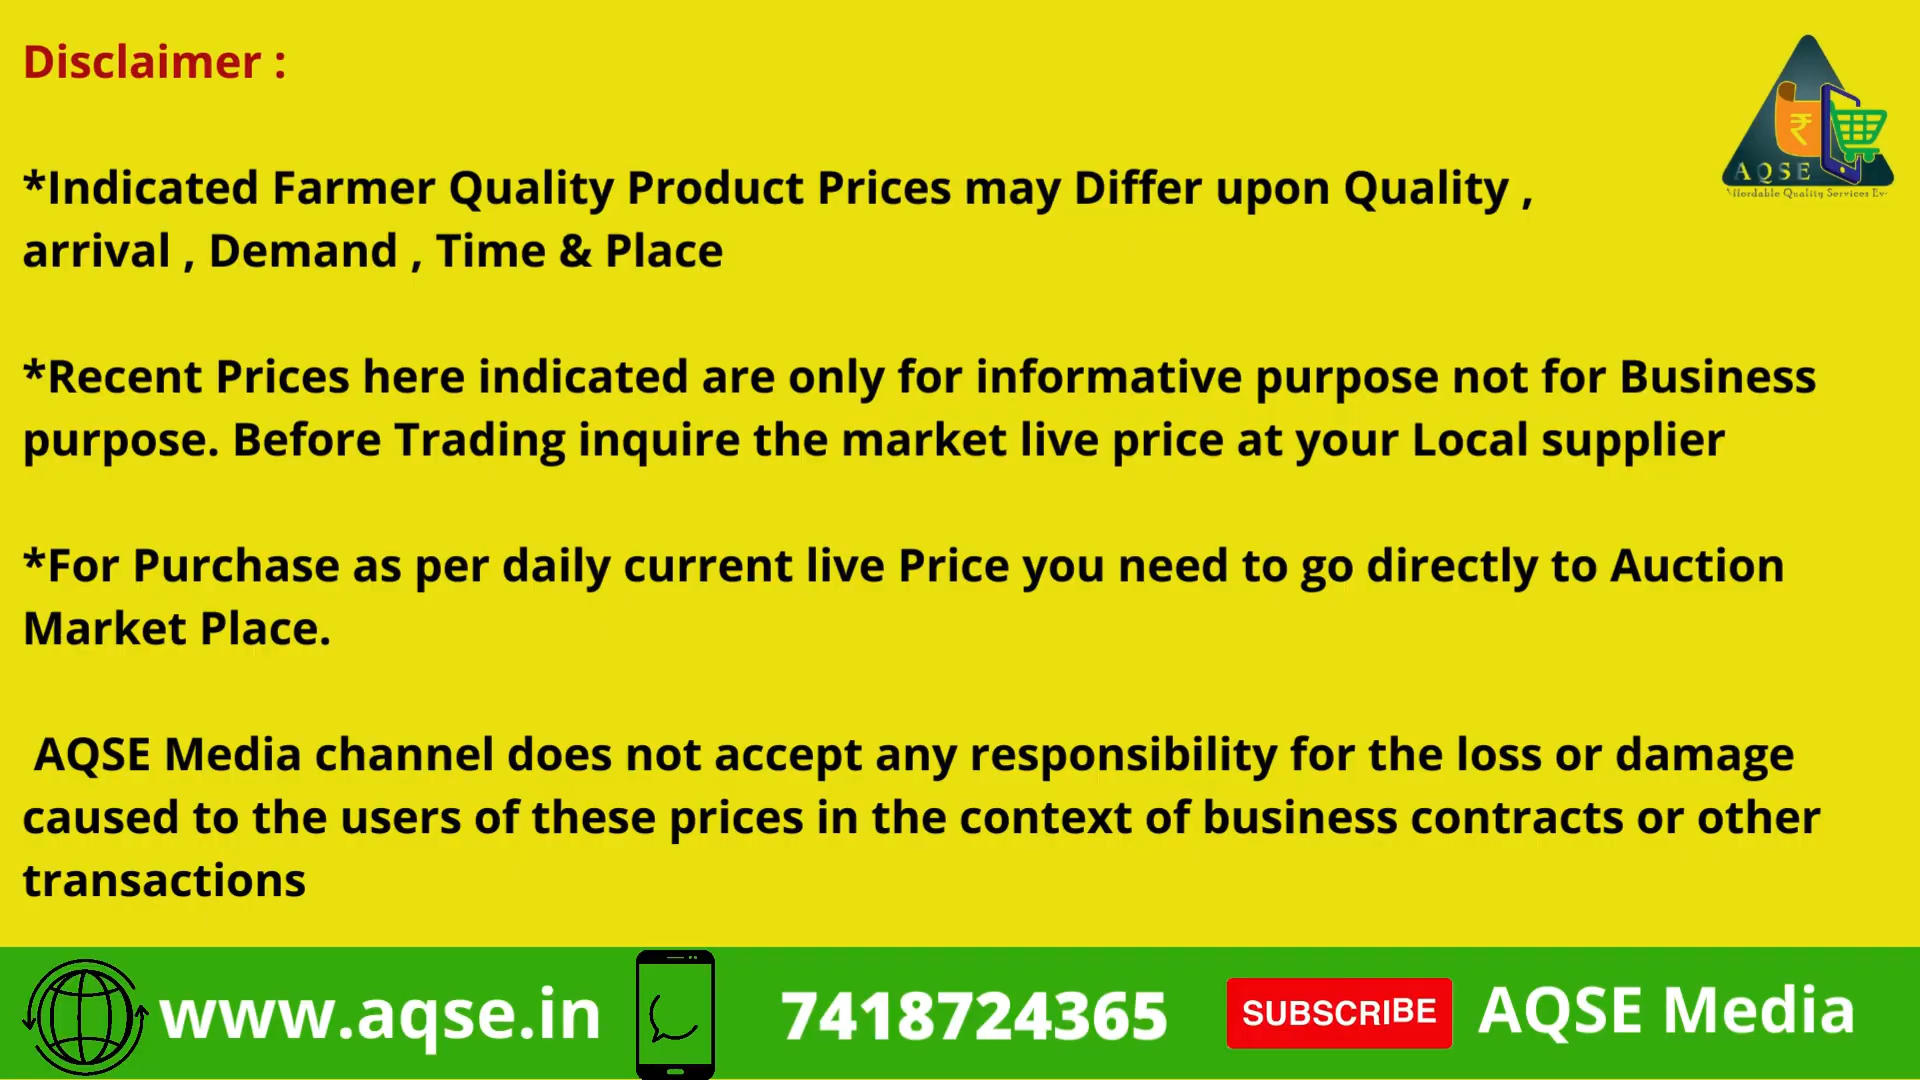 Disclaimer :
*Indicated Farmer Quality Product Prices may Differ upon Quality ,
arrival , Demand , Time & Place
*Recent Prices here indicated are only for informative purpose not for Business
purpose. Before Trading inquire the market live price at your Local supplier
*For Purchase as per daily current live Price you need to go directly to Auction
Market Place.
AQSE Media channel does not accept any responsibility for the loss or damage
caused to the users of these prices in the context of business contracts or other
transactions
₹
AQSE
Quality Services
www.aqse.in
7418724365
SUBSCRIBE
AQSE Media